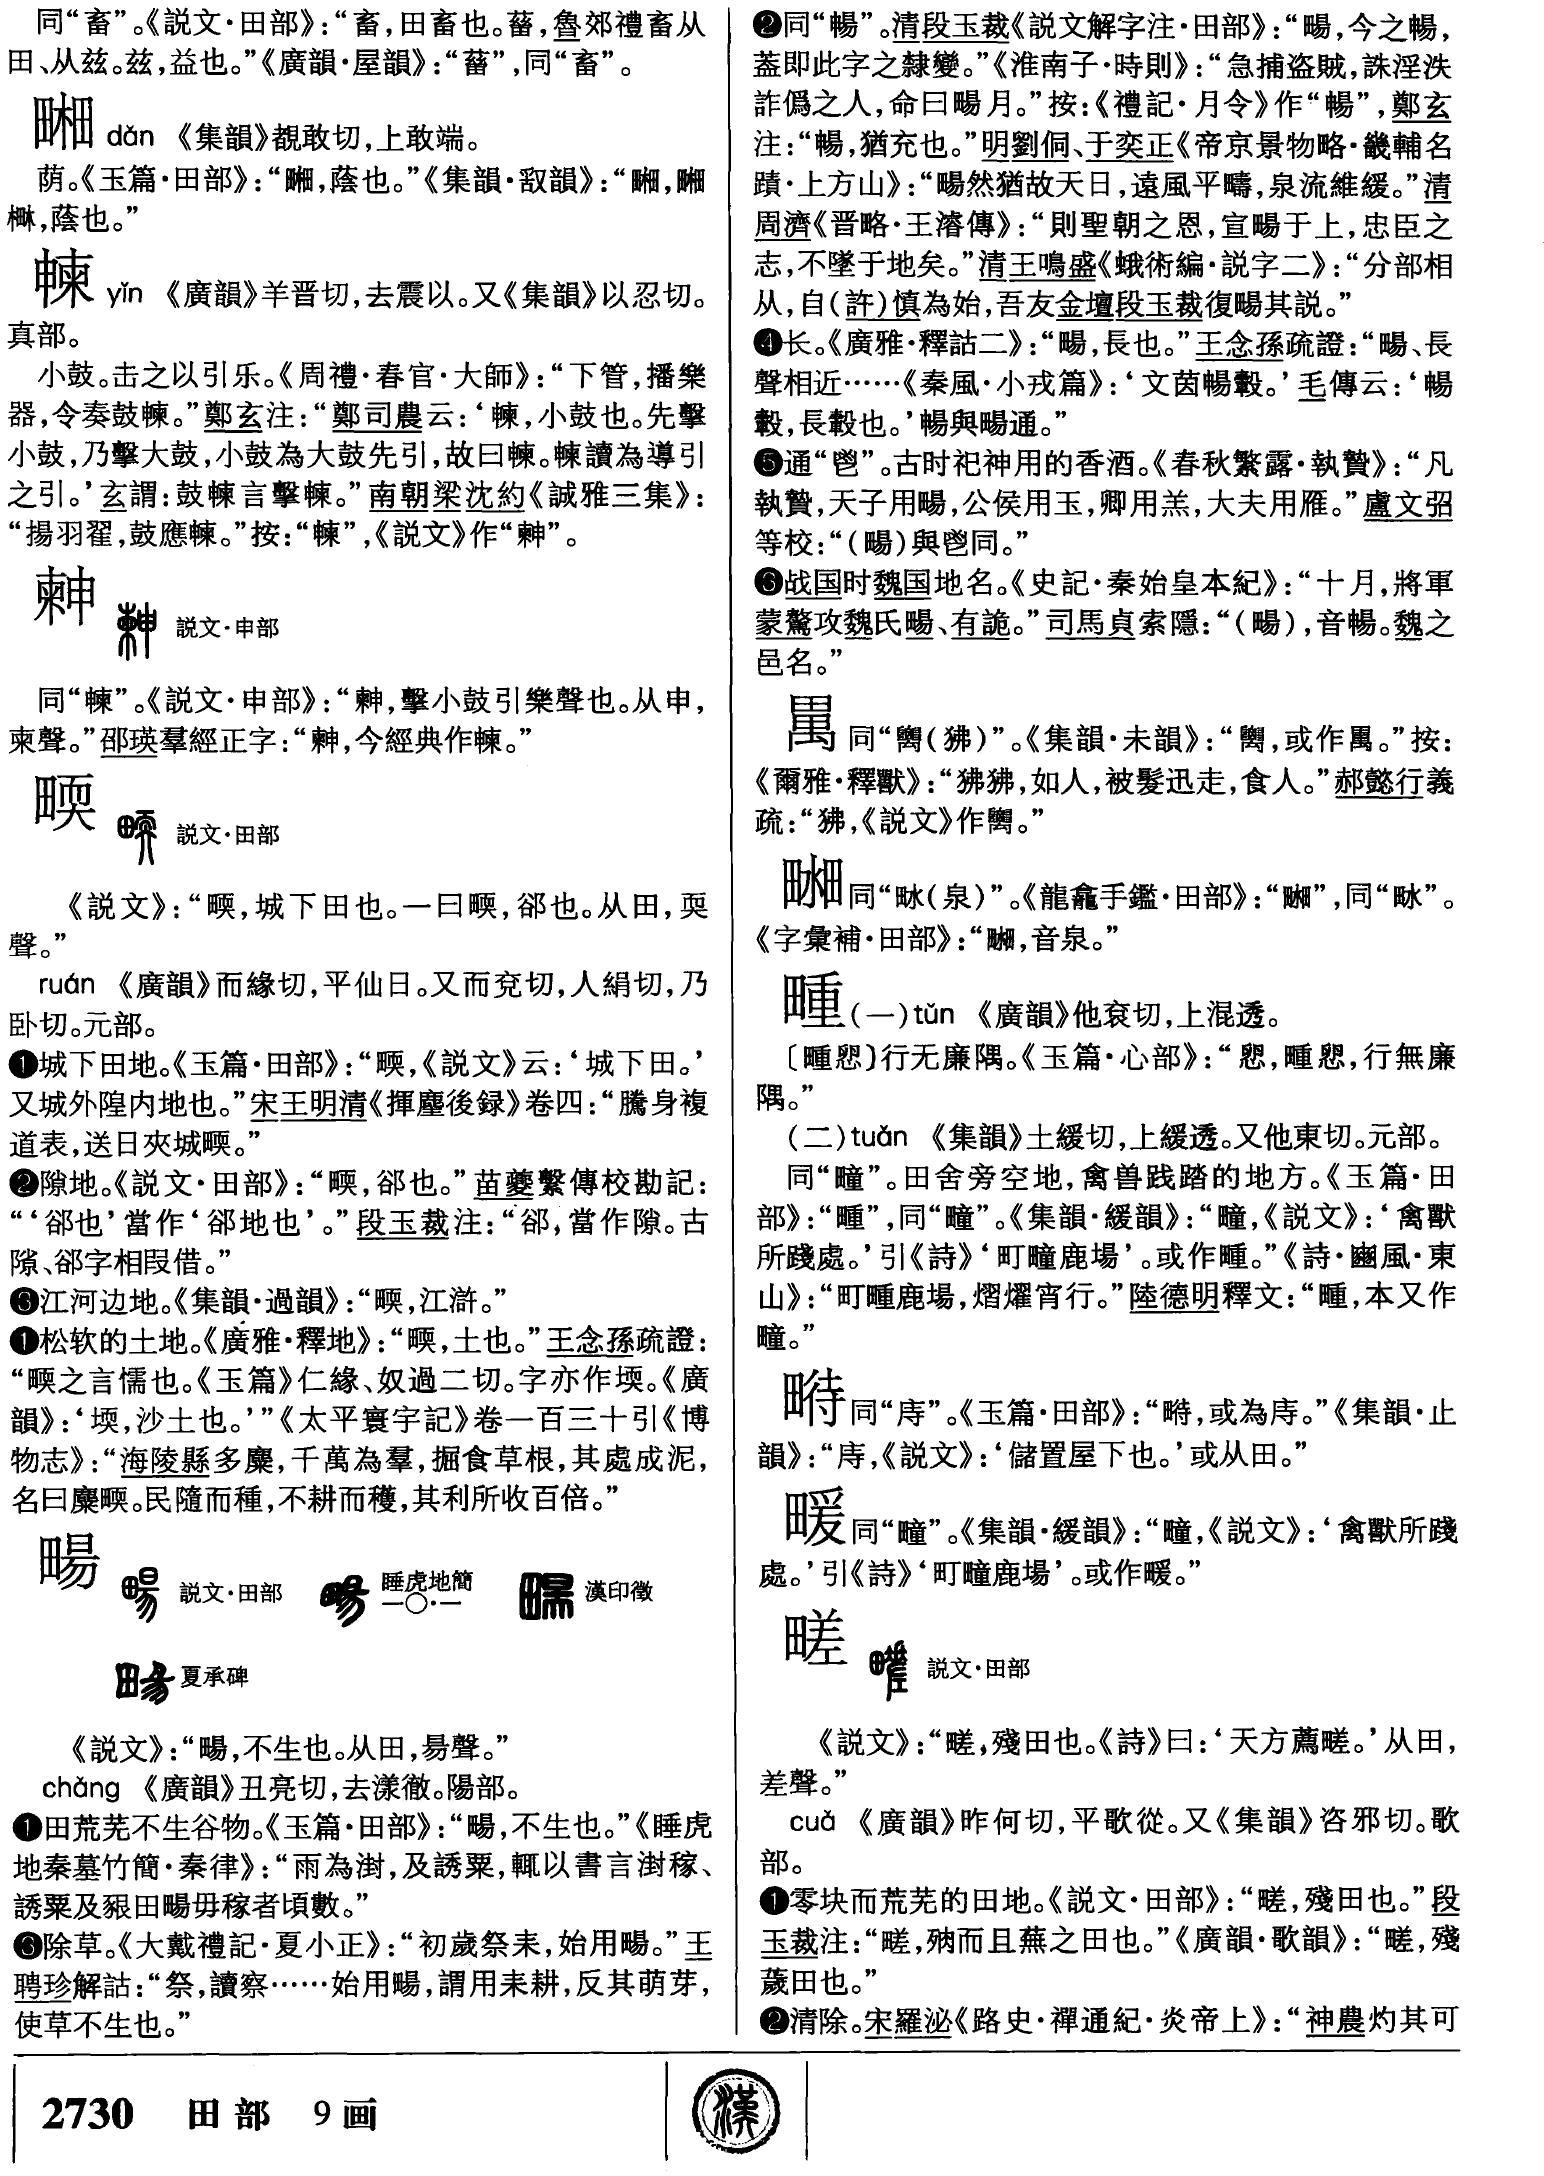 同“畜”。《説文·田部》：“畜，田畜也。䕎，魯郊禮畜从
田、从兹。兹，益也。”《廣韻·屋韻》：“蓄”，同“畜”。
dǎn 《集韻》覩敢切，上敢端。
荫。《玉篇·田部》：“，蔭也。”《集韻·敢韻》：“，
，蔭也。”
𣌾 yǐn 《廣韻》羊晋切，去震以。又《集韻》以忍切。
真部。
小鼓。击之以引乐。《周禮·春官·大師》：“下管，播樂
器，令奏鼓𣌾。”鄭玄注：“鄭司農云：‘𣌾，小鼓也。先擊
小鼓，乃擊大鼓，小鼓為大鼓先引，故曰𣌾。𣌾讀為導引
之引。’玄謂：鼓𣌾言擊𣌾。”南朝梁沈約《誠雅三集》：
“揚羽翟，鼓應𣌾。”按：“𣌾”，《説文》作“𣌿”。
𣌿 説文·申部
同“𣌾”。《説文·申部》：“𣌿，擊小鼓引樂聲也。从申，
柬聲。”邵瑛羣經正字：“𣌿，今經典作𣌾。”
畽 説文·田部
《説文》：“㽭，城下田也。一曰㽭，郤也。从田，耎
聲。”
ruán 《廣韻》而緣切，平仙日。又而兖切，人絹切，乃
卧切。元部。
❶城下田地。《玉篇·田部》：“㽭，《説文》云：‘城下田。’
又城外隍内地也。”宋王明清《揮麈後録》卷四：“騰身複
道表，送日夾城㽭。”
❷隙地。《説文·田部》：“㽭，郤也。”苗夔繫傳校勘記：
“‘郤也’當作‘郤地也’。”段玉裁注：“郤，當作隙。古
隙、郤字相叚借。”
❸江河边地。《集韻·過韻》：“㽭，江滸。”
❶松软的土地。《廣雅·釋地》：“㽭，土也。”王念孫疏證：
“㽭之言愞也。《玉篇》仁緣、奴過二切。字亦作堧。《廣
韻》：‘堧，沙土也。’”《太平寰宇記》卷一百三十引《博
物志》：“海陵縣多麋，千萬為羣，掘食草根，其處成泥，
名曰麋㽭。民隨而種，不耕而穫，其利所收百倍。”
畼 説文·田部 睡虎地簡一〇·一 漢印徵
夏承碑
《説文》：“畼，不生也。从田，昜聲。”
chàng 《廣韻》丑亮切，去漾徹。陽部。
❶田荒芜不生谷物。《玉篇·田部》：“畼，不生也。”《睡虎
地秦墓竹簡·秦律》：“雨為澍，及誘粟，輒以書言澍稼、
誘粟及豤田畼毋稼者頃數。”
❸除草。《大戴禮記·夏小正》：“初歲祭耒，始用畼。”王
聘珍解詁：“祭，讀察……始用畼，謂用耒耕，反其萌芽，
使草不生也。”
❷同“暢”。清段玉裁《説文解字注·田部》：“畼，今之暢，
葢即此字之隸變。”《淮南子·時則》：“急捕盗賊，誅淫泆
詐僞之人，命曰畼月。”按：《禮記·月令》作“暢”，鄭玄
注：“暢，猶充也。”明劉侗、于奕正《帝京景物略·畿輔名
蹟·上方山》：“畼然猶故天日，遠風平疇，泉流維緩。”清
周濟《晋略·王濬傳》：“則聖朝之恩，宣畼于上，忠臣之
志，不墜于地矣。”清王鳴盛《蛾術編·説字二》：“分部相
从，自（許）慎為始，吾友金壇段玉裁復畼其説。”
❹长。《廣雅·釋詁二》：“畼，長也。”王念孫疏證：“畼、長
聲相近……《秦風·小戎篇》：‘文茵暢轂。’毛傳云：‘暢
轂，長轂也。’暢與畼通。”
❺通“鬯”。古时祀神用的香酒。《春秋繁露·執贄》：“凡
執贄，天子用畼，公侯用玉，卿用羔，大夫用雁。”盧文弨
等校：“（畼）與鬯同。”
❻战国时魏国地名。《史記·秦始皇本紀》：“十月，將軍
蒙驁攻魏氏畼、有詭。”司馬貞索隱：“（畼），音暢。魏之
邑名。”
同“𥝋（狒）”。《集韻·未韻》：“，或作。”按：
《爾雅·釋獸》：“狒狒，如人，被髮迅走，食人。”郝懿行義
疏：“狒，《説文》作。”
同“畎（泉）”。《龍龕手鑑·田部》：“”，同“”。
《字彙補·田部》：“，音泉。”
畽（一）tǔn 《廣韻》他衮切，上混透。
〔畽〕行无廉隅。《玉篇·心部》：“，畽，行無廉
隅。”
（二）tuǎn 《集韻》土緩切，上緩透。又他東切。元部。
同“疃”。田舍旁空地，禽兽践踏的地方。《玉篇·田
部》：“畽”，同“疃”。《集韻·緩韻》：“疃，《説文》：‘禽獸
所踐處。’引《詩》‘町疃鹿場’。或作畽。”《詩·豳風·東
山》：“町畽鹿場，熠燿宵行。”陸德明釋文：“畽，本又作
疃。”
畤同“庤”。《玉篇·田部》：“，或為庤。”《集韻·止
韻》：“庤，《説文》：‘儲置屋下也。’或从田。”
㬉同“疃”。《集韻·緩韻》：“疃，《説文》：‘禽獸所踐
處。’引《詩》‘町疃鹿場’。或作。”
㽨 説文·田部
《説文》：“㽨，殘田也。《詩》曰：‘天方薦㽨。’从田，
差聲。”
cuó 《廣韻》昨何切，平歌從。又《集韻》咨邪切。歌
部。
❶零块而荒芜的田地。《説文·田部》：“㽨，殘田也。”段
玉裁注：“㽨，㱚而且蕪之田也。”《廣韻·歌韻》：“㽨，殘
薉田也。”
❷清除。宋羅泌《路史·禪通紀·炎帝上》：“神農灼其可
2730 田部 9画
漢